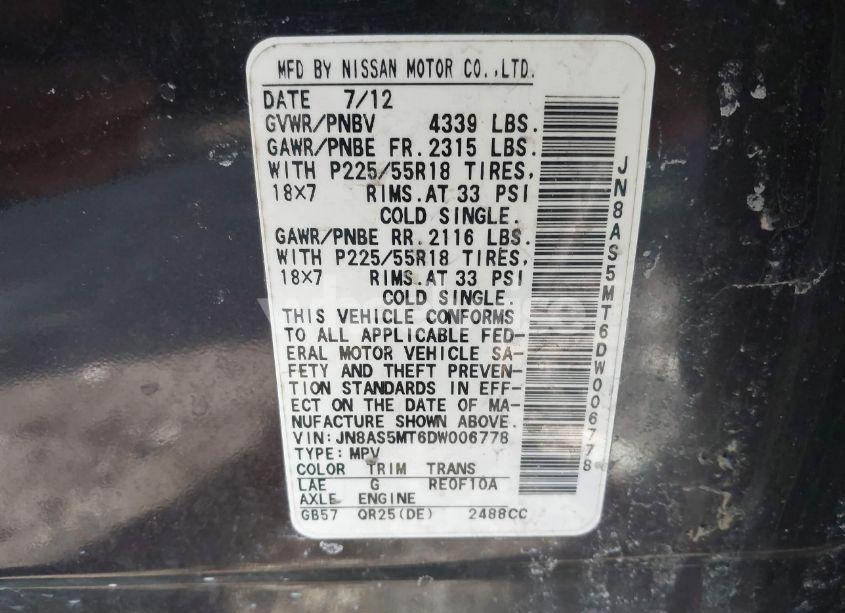 MFD BY NISSAN MOTOR CO.,LTD.
DATE 7/12
GVWR/PNBV 4339 LBS.
GAWR/PNBE FR. 2315 LBS.
WITH P225/55R18 TIRES,
18×7 RIMS.AT 33 PSI
COLD SINGLE.
GAWR/PNBE RR. 2116 LBS.
WITH P225/55R18 TIRES,
18×7 RIMS.AT 33 PSI
COLD SINGLE.
THIS VEHICLE CONFORMS
TO ALL APPLICABLE FED-
ERAL MOTOR VEHICLE SA-
FETY AND THEFT PREVEN-
TION STANDARDS IN EFF-
ECT ON THE DATE OF MA-
NUFACTURE SHOWN ABOVE.
VIN:JN8AS5MT6DW006778
TYPE:MPV
COLOR TRIM TRANS
LAE G RE0F10A
AXLE ENGINE
GB57 QR25(DE) 2488CC
JN8AS5MT6DW006778